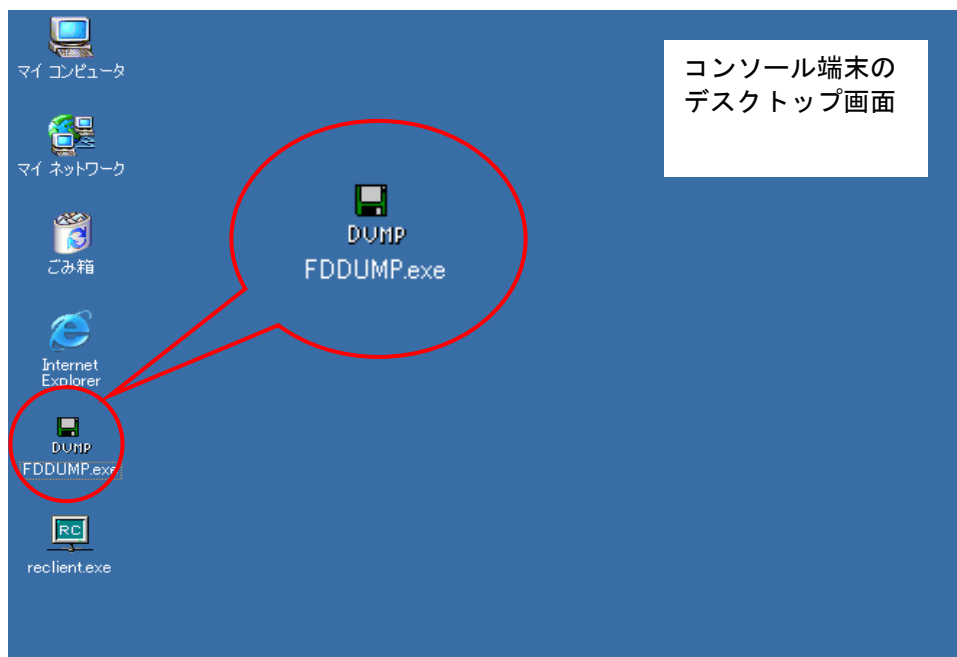 マイ コンピュータ
マイ ネットワーク
ごみ箱
Internet
Explorer
DUMP
FDDUMP.exe
RC
reclient.exe
DUMP
FDDUMP.exe
コンソール端末の
デスクトップ画面